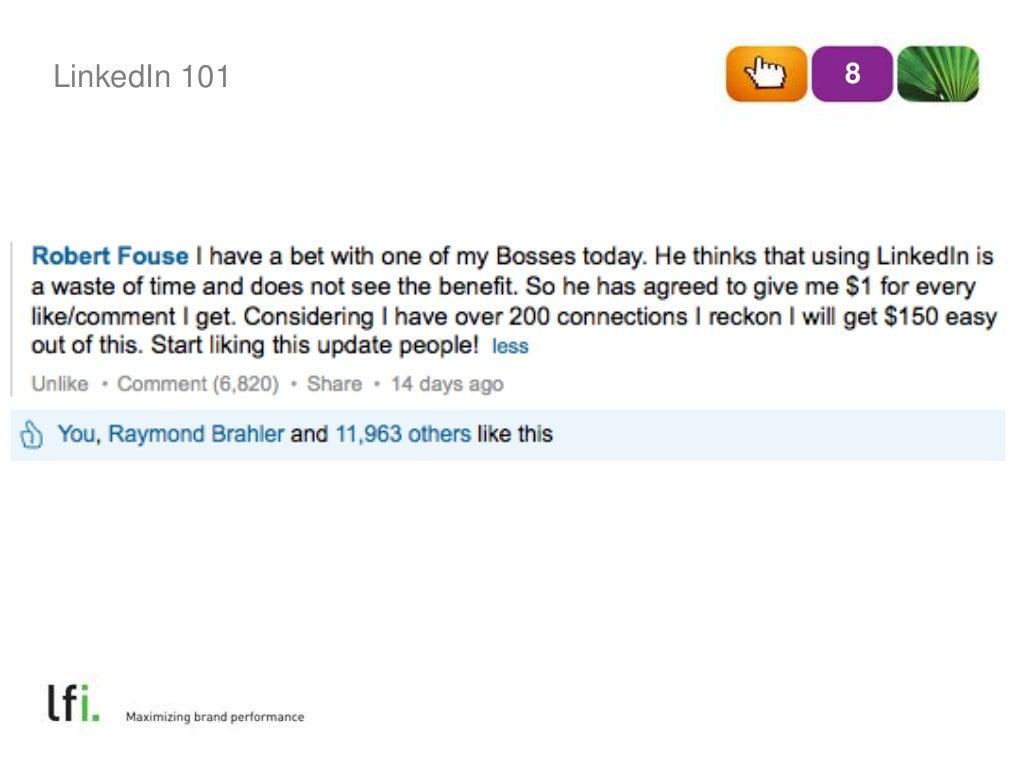 LinkedIn 101
8
Robert Fouse I have a bet with one of my Bosses today. He thinks that using LinkedIn is
a waste of time and does not see the benefit. So he has agreed to give me $1 for every
like/comment I get. Considering I have over 200 connections I reckon I will get $150 easy
out of this. Start liking this update people! less
Unlike • Comment (6,820) • Share • 14 days ago
You, Raymond Brahler and 11,963 others like this
lfi. Maximizing brand performance